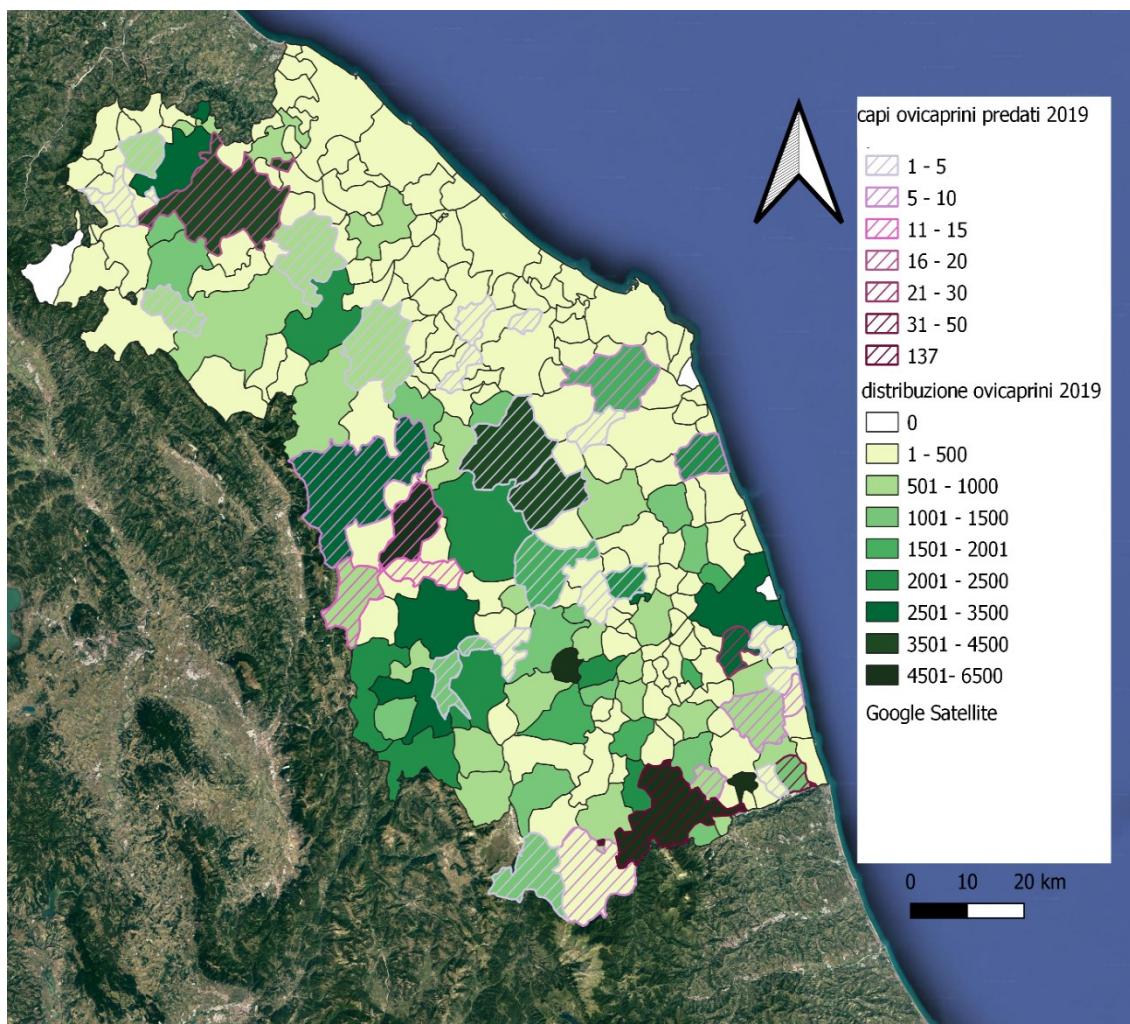 capi ovicaprini predati 2019
1 - 5
5 - 10
11 - 15
16 - 20
21 - 30
31 - 50
137
distribuzione ovicaprini 2019
0
1 - 500
501 - 1000
1001 - 1500
1501 - 2001
2001 - 2500
2501 - 3500
3501 - 4500
4501- 6500
Google Satellite
0 10 20 km